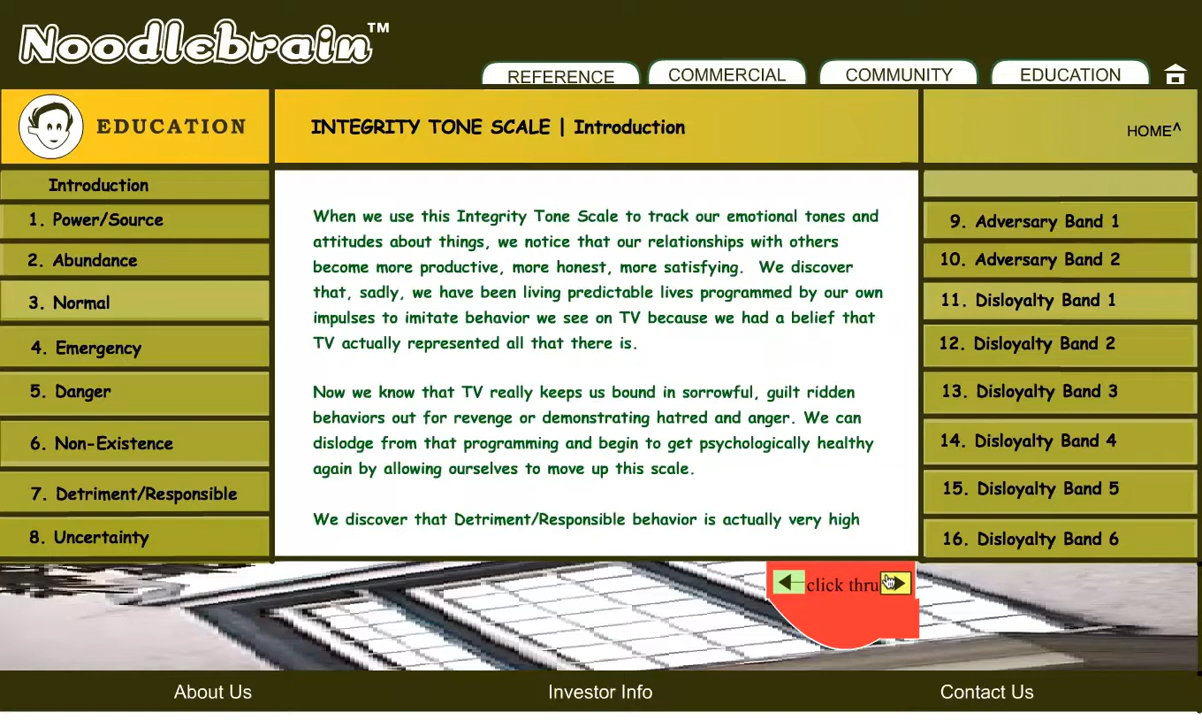 Noodlebrain™
REFERENCE
COMMERCIAL
COMMUNITY
EDUCATION
EDUCATION
INTEGRITY TONE SCALE | Introduction
HOME^
Introduction
1. Power/Source
2. Abundance
3. Normal
4. Emergency
5. Danger
6. Non-Existence
7. Detriment/Responsible
8. Uncertainty
When we use this Integrity Tone Scale to track our emotional tones and
attitudes about things, we notice that our relationships with others
become more productive, more honest, more satisfying. We discover
that, sadly, we have been living predictable lives programmed by our own
impulses to imitate behavior we see on TV because we had a belief that
TV actually represented all that there is.
Now we know that TV really keeps us bound in sorrowful, guilt ridden
behaviors out for revenge or demonstrating hatred and anger. We can
dislodge from that programming and begin to get psychologically healthy
again by allowing ourselves to move up this scale.
We discover that Detriment/Responsible behavior is actually very high
9. Adversary Band 1
10. Adversary Band 2
11. Disloyalty Band 1
12. Disloyalty Band 2
13. Disloyalty Band 3
14. Disloyalty Band 4
15. Disloyalty Band 5
16. Disloyalty Band 6
click thru
About Us
Investor Info
Contact Us